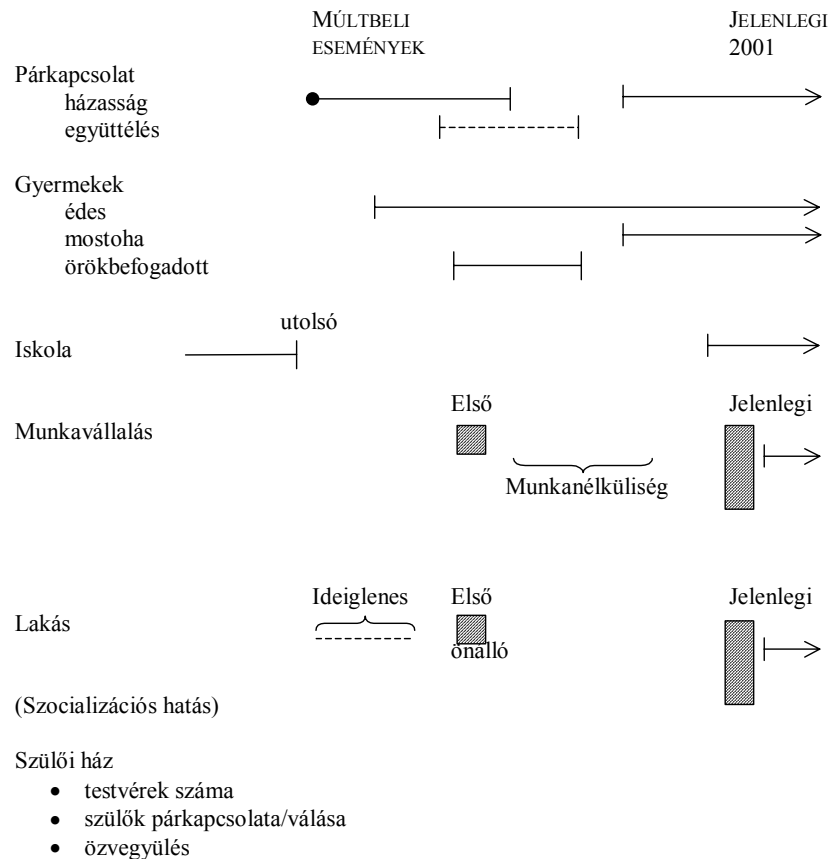 MÚLTBELI JELENLEGI
ESEMÉNYEK 2001
Párkapcsolat
házasság
együttélés
Gyermekek
édes
mostoha
örökbefogadott
utolsó
Iskola
Első Jelenlegi
Munkavállalás
Munkanélküliség
Ideiglenes Első Jelenlegi
Lakás
önálló
(Szocializációs hatás)
Szülői ház
• testvérek száma
• szülők párkapcsolata/válása
• özvegyülés